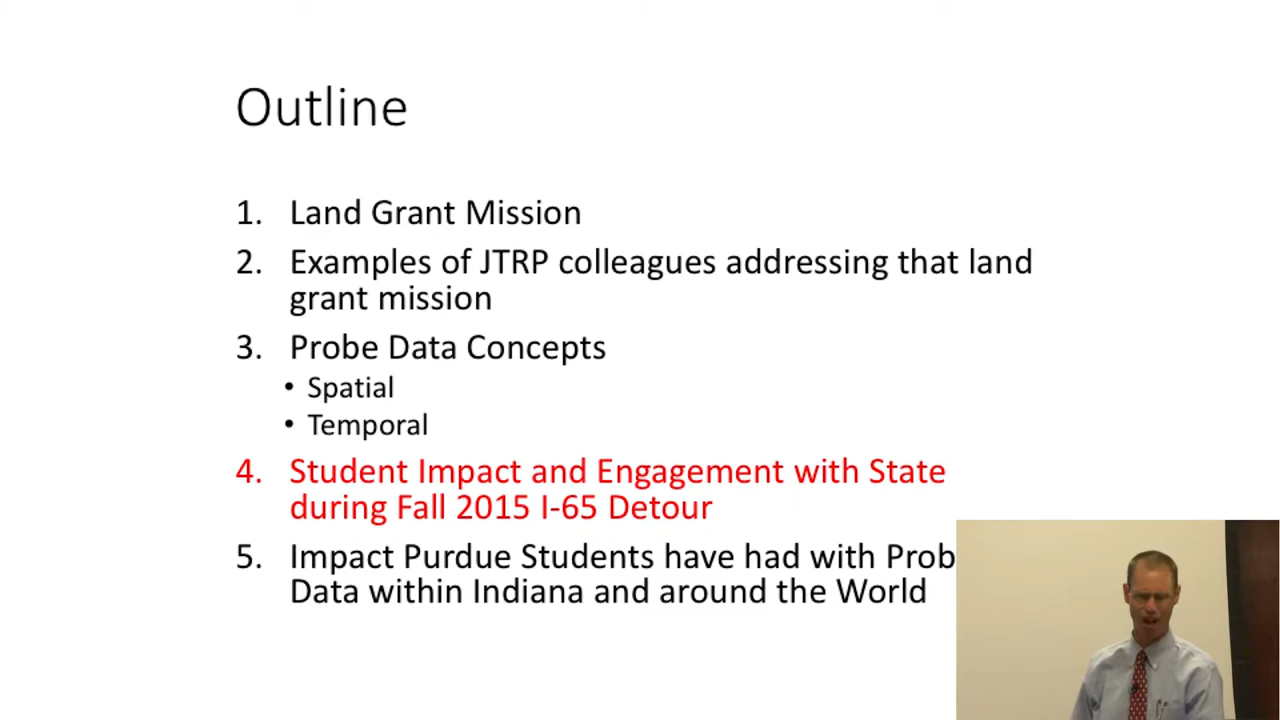 Outline
1. Land Grant Mission
2. Examples of JTRP colleagues addressing that land
grant mission
3. Probe Data Concepts
• Spatial
• Temporal
4. Student Impact and Engagement with State
during Fall 2015 I-65 Detour
5. Impact Purdue Students have had with Prob
Data within Indiana and around the World